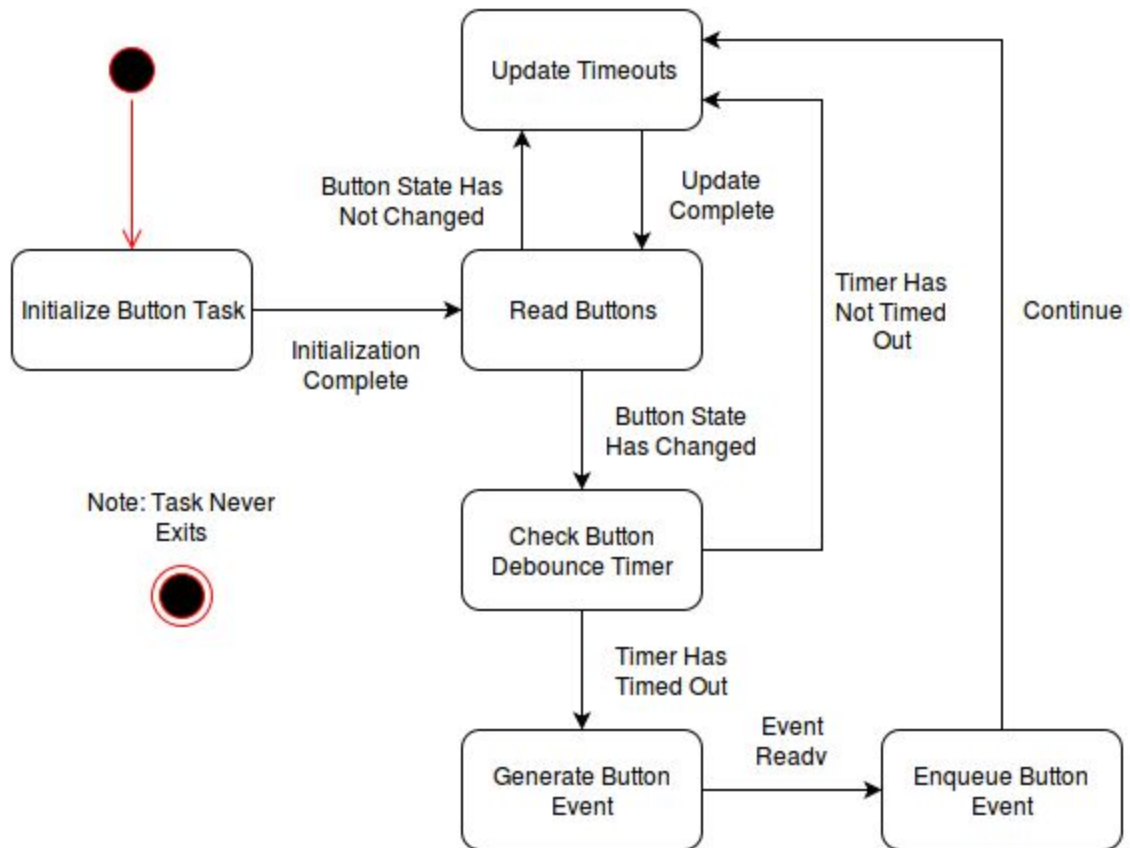 Update Timeouts
Button State Has
Not Changed
Update
Complete
Initialize Button Task
Read Buttons
Timer Has
Not Timed
Out
Continue
Initialization
Complete
Button State
Has Changed
Note: Task Never
Exits
Check Button
Debounce Timer
Timer Has
Timed Out
Event
Ready
Generate Button
Event
Enqueue Button
Event